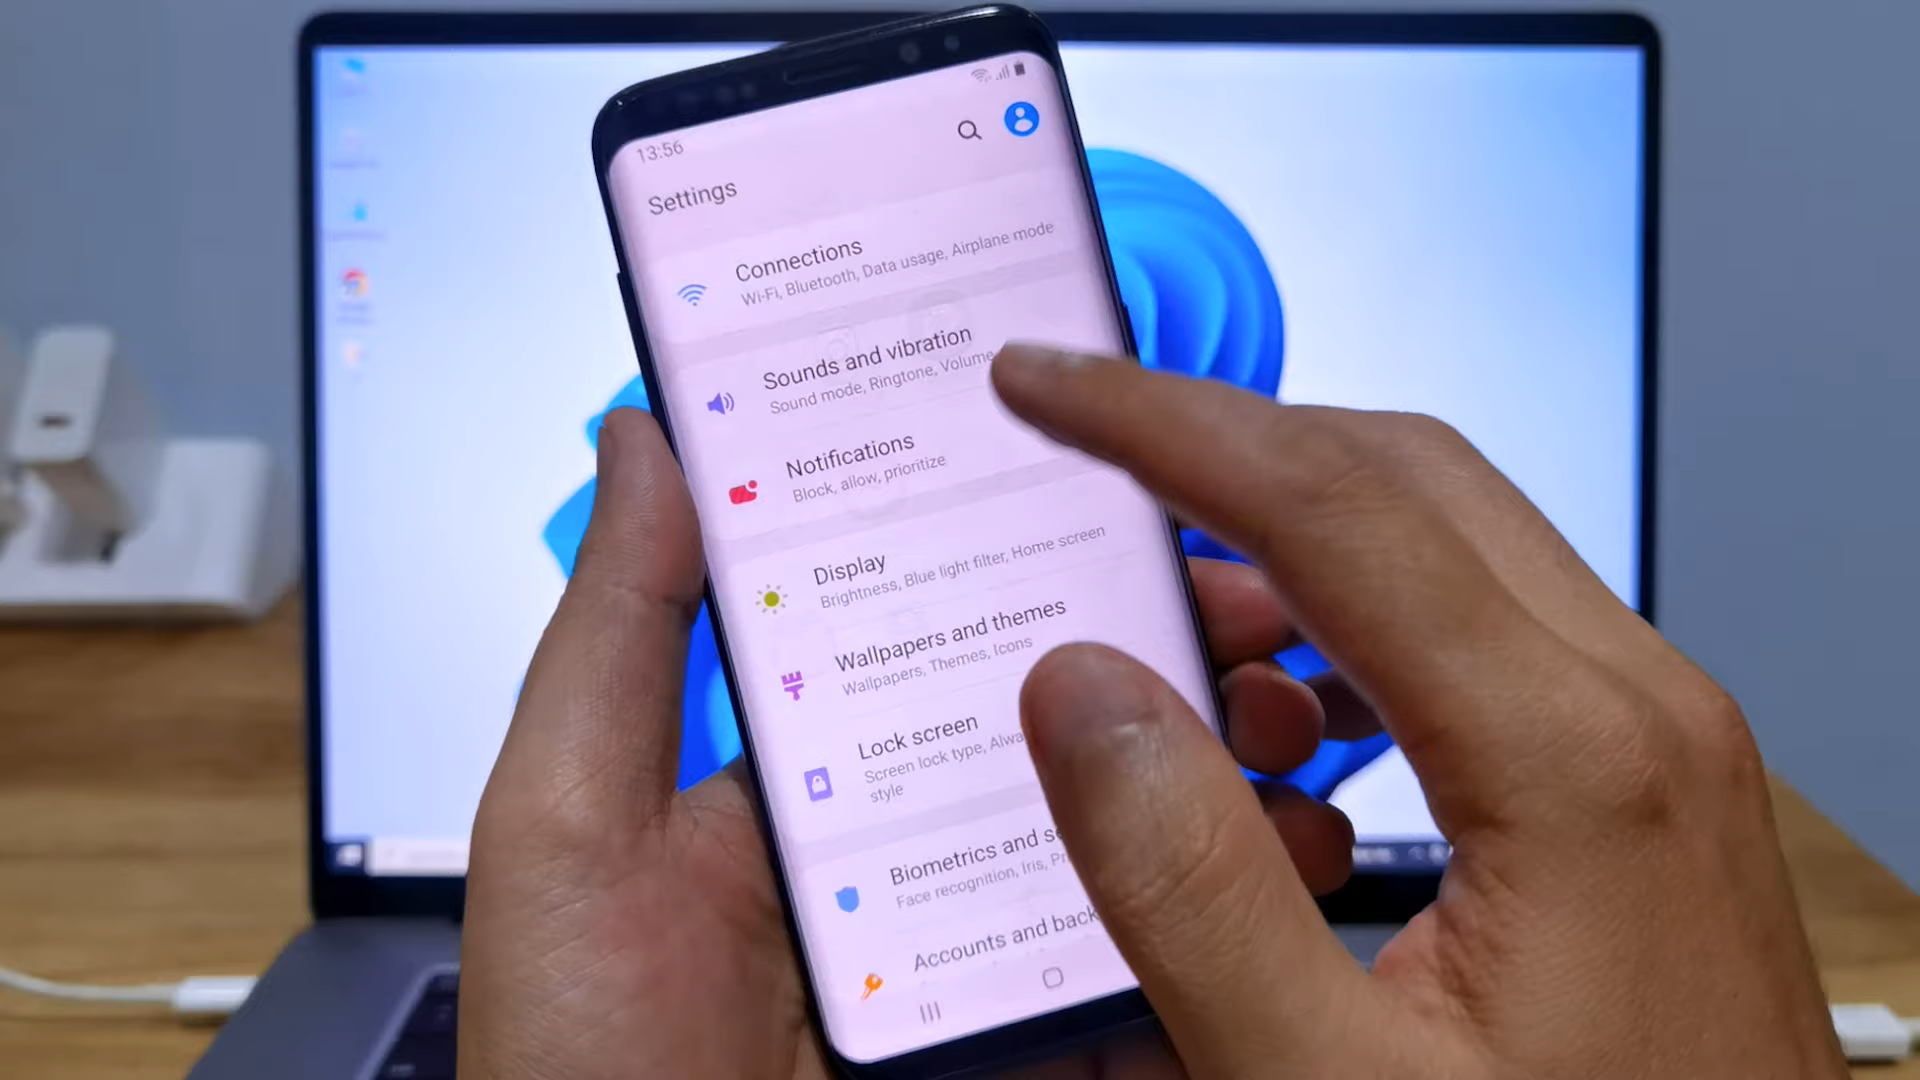 13:56
Settings
Connections
Wi-Fi, Bluetooth, Data usage, Airplane mode
Sounds and vibration
Sound mode, Ringtone, Volume
Notifications
Block, allow, prioritize
Display
Brightness, Blue light filter, Home screen
Wallpapers and themes
Wallpapers, Themes, Icons
Lock screen
Screen lock type,
style
Biometrics and
Face recognition, Iris,
Accounts and